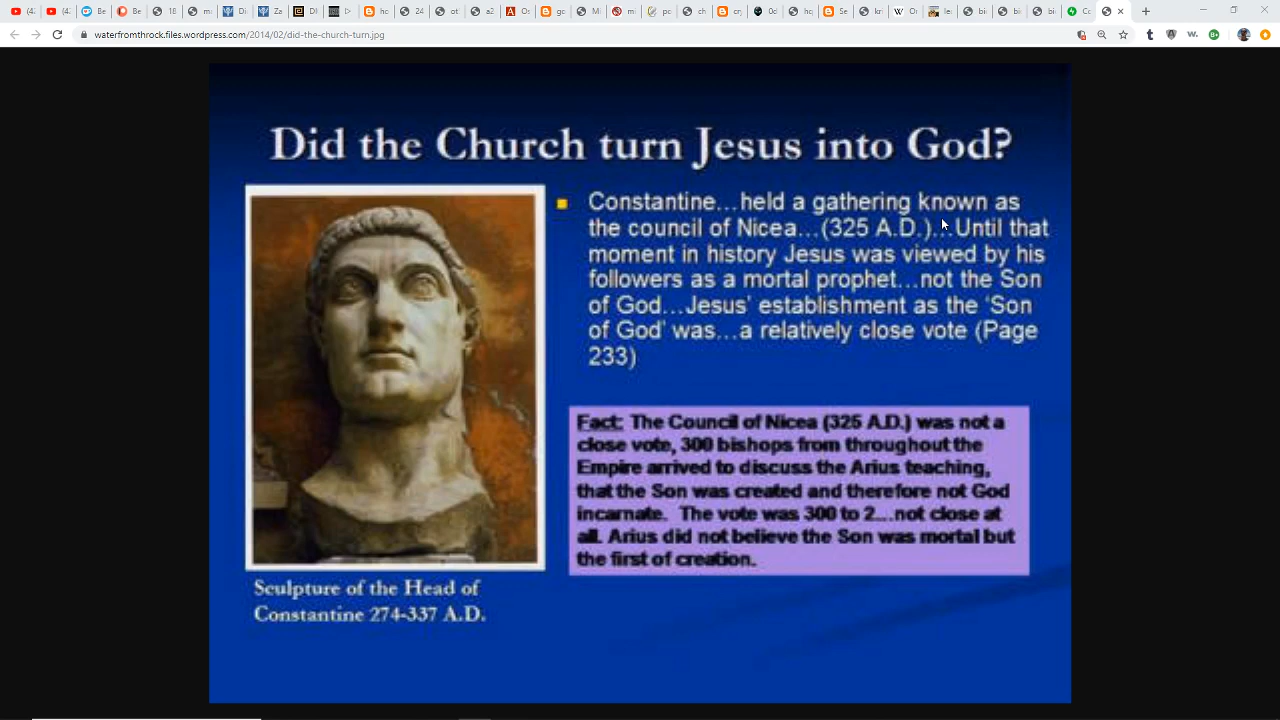 waterfromthrock.files.wordpress.com/2014/02/did-the-church-turn.jpg
Did the Church turn Jesus into God?
Constantine...held a gathering known as
the council of Nicea...(325 A.D.)...Until that
moment in history Jesus was viewed by his
followers as a mortal prophet...not the Son
of God...Jesus' establishment as the 'Son
of God' was...a relatively close vote (Page
233)
Fact: The Council of Nicea (325 A.D.) was not a
close vote, 300 bishops from throughout the
Empire arrived to discuss the Arius teaching,
that the Son was created and therefore not God
incarnate. The vote was 300 to 2...not close at
all. Arius did not believe the Son was mortal but
the first of creation.
Sculpture of the Head of
Constantine 274-337 A.D.